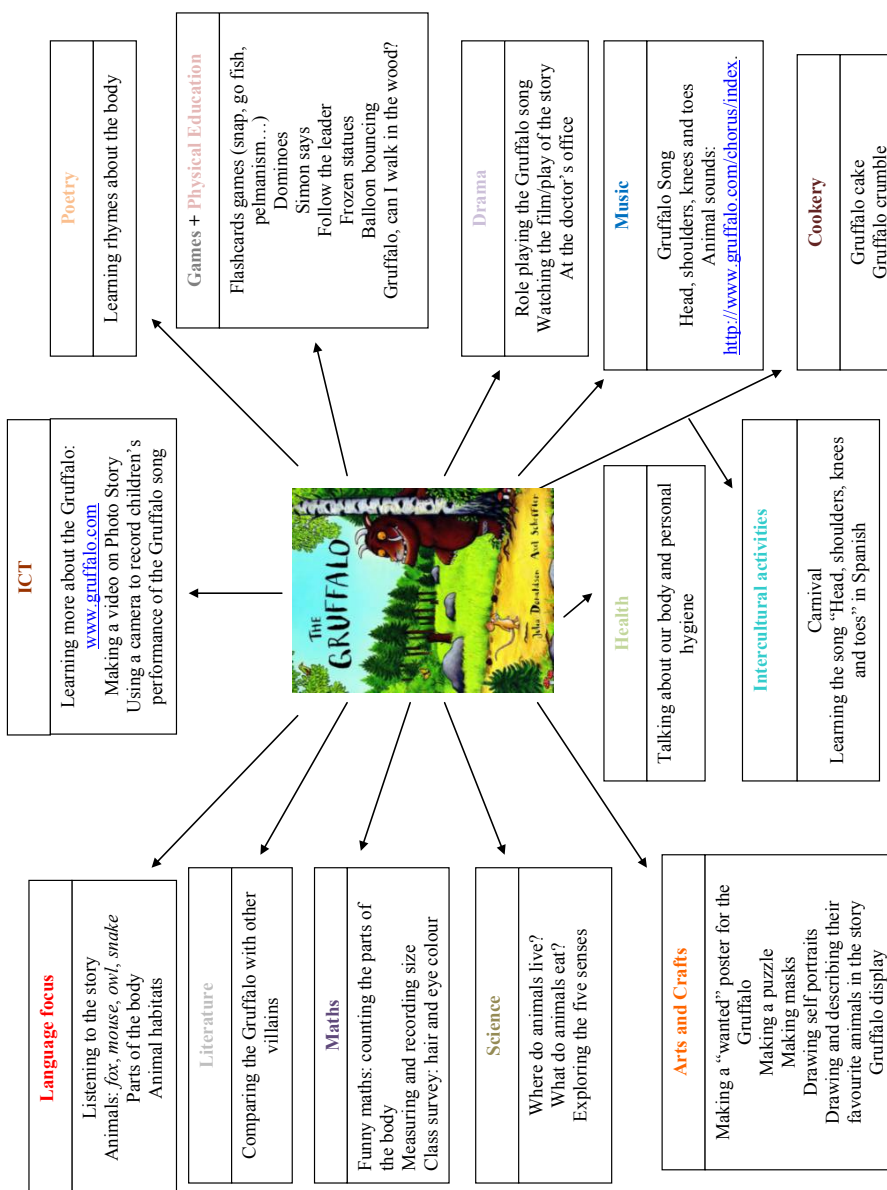 Language focus
Listening to the story
Animals: fox, mouse, owl, snake
Parts of the body
Animal habitats
ICT
Learning more about the Gruffalo:
www.gruffalo.com
Making a video on Photo Story
Using a camera to record children's
performance of the Gruffalo song
Poetry
Learning rhymes about the body
Literature
Comparing the Gruffalo with other
villains
Games + Physical Education
Flashcards games (snap, go fish,
pelmanism…)
Dominoes
Simon says
Follow the leader
Frozen statues
Balloon bouncing
Gruffalo, can I walk in the wood?
Maths
Funny maths: counting the parts of
the body
Measuring and recording size
Class survey: hair and eye colour
THE
GRUFFALO
Julia Donaldson Axel Scheffler
Drama
Role playing the Gruffalo song
Watching the film/play of the story
At the doctor's office
Science
Where do animals live?
What do animals eat?
Exploring the five senses
Health
Talking about our body and personal
hygiene
Music
Gruffalo Song
Head, shoulders, knees and toes
Animal sounds:
http://www.gruffalo.com/chorus/index.
Arts and Crafts
Making a “wanted” poster for the
Gruffalo
Making a puzzle
Making masks
Drawing self portraits
Drawing and describing their
favourite animals in the story
Gruffalo display
Intercultural activities
Carnival
Learning the song “Head, shoulders, knees
and toes” in Spanish
Cookery
Gruffalo cake
Gruffalo crumble